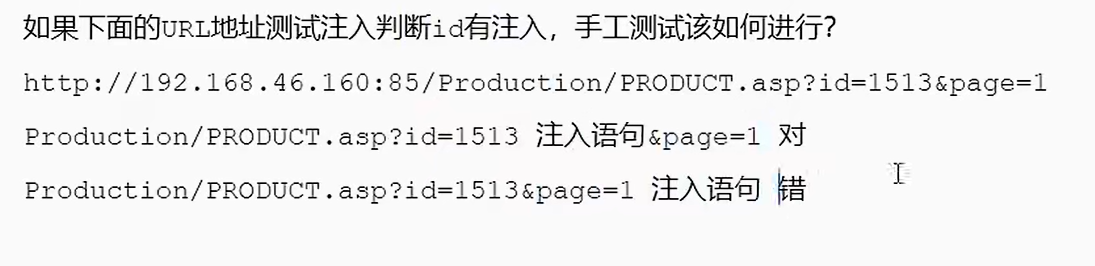 如果下面的URL地址测试注入判断id有注入，手工测试该如何进行？
http://192.168.46.160:85/Production/PRODUCT.asp?id=1513&page=1
Production/PRODUCT.asp?id=1513 注入语句&page=1 对
Production/PRODUCT.asp?id=1513&page=1 注入语句 错